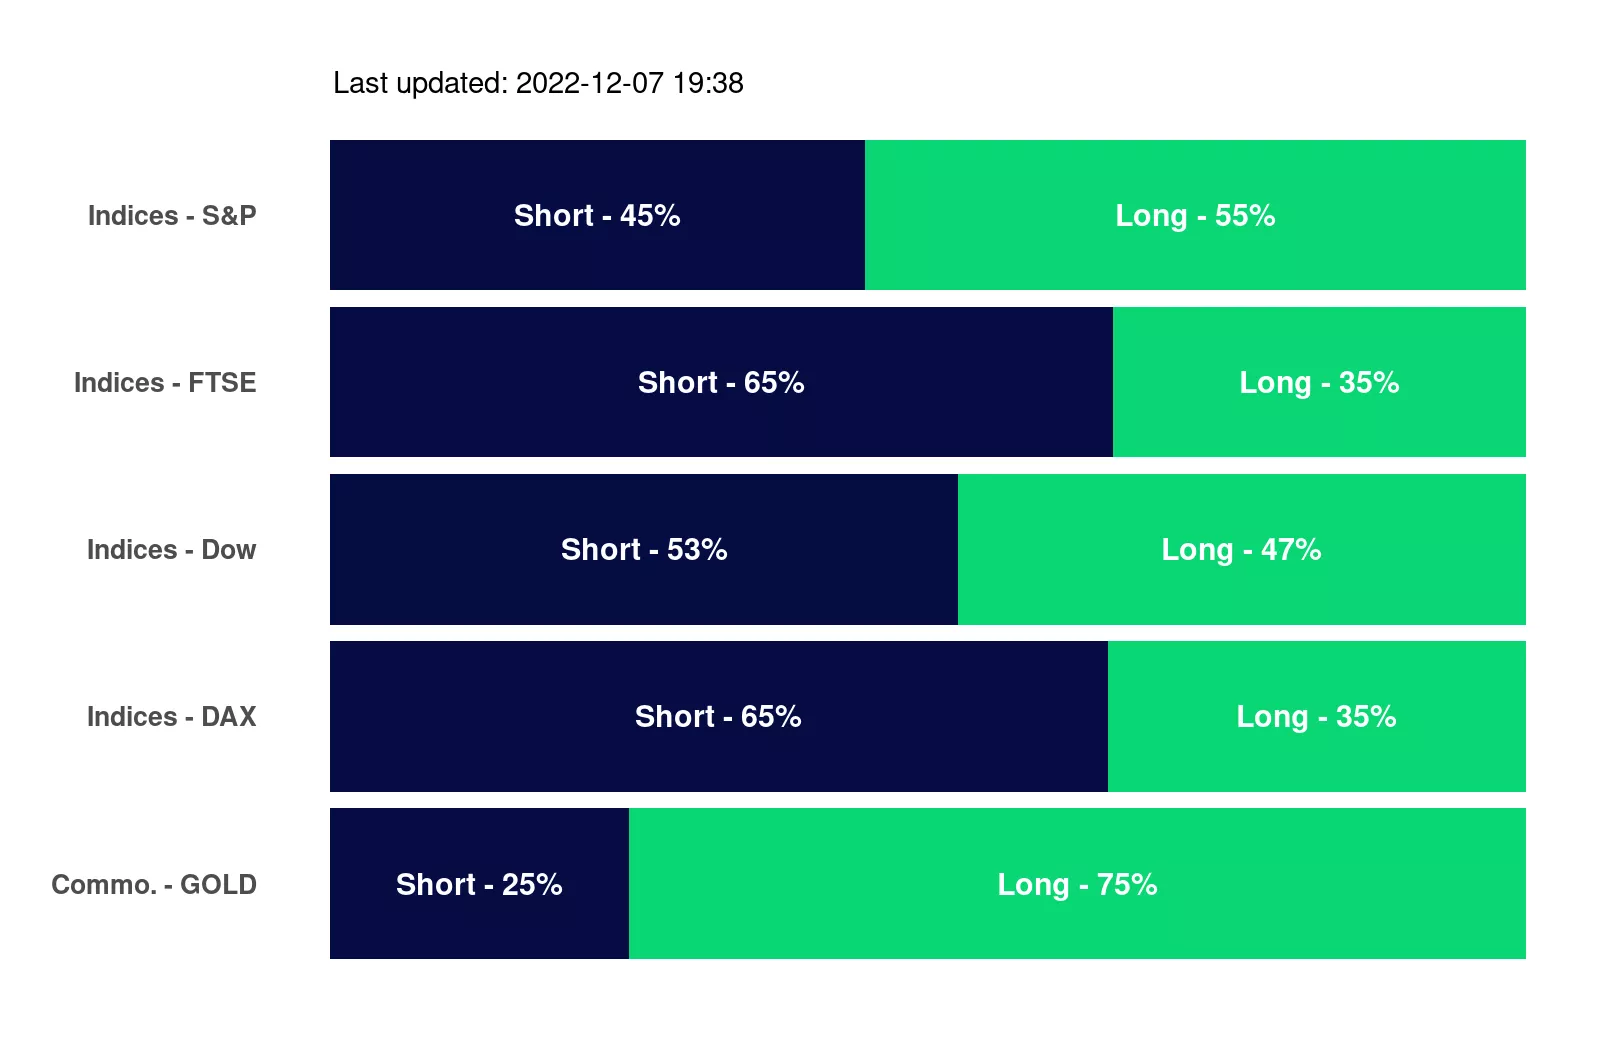 Last updated: 2022-12-07 19:38
Indices - S&P Short - 45% Long - 55%
Indices - FTSE Short - 65% Long - 35%
Indices - Dow Short - 53% Long - 47%
Indices - DAX Short - 65% Long - 35%
Commo. - GOLD Short - 25% Long - 75%